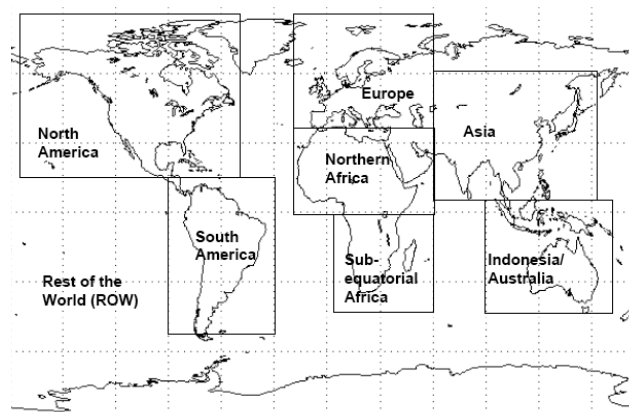 Europe
North
America
Asia
Northern
Africa
South
America
Sub-
equatorial
Africa
Indonesia/
Australia
Rest of the
World (ROW)